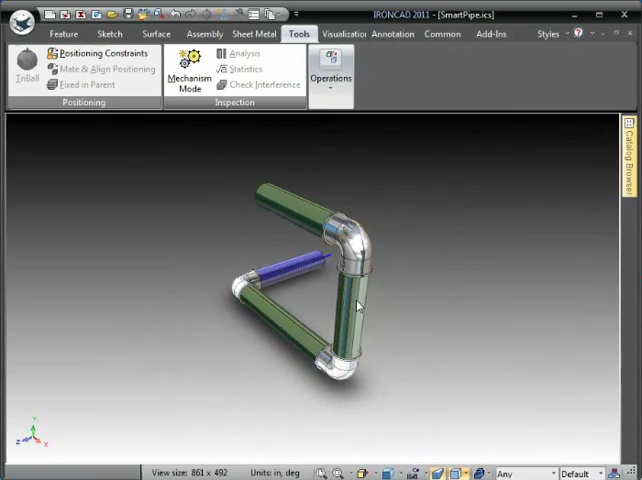 IRONCAD 2011 - [SmartPipe.ics]
Feature Sketch Surface Assembly Sheet Metal Tools Visualizatio Annotation Common Add-Ins Styles
TriBall
Positioning Constraints
Mate & Align Positioning
Fixed in Parent
Positioning
Mechanism
Mode
Analysis
Statistics
Check Interference
Inspection
Operations
Catalog Browser
Y
Z
X
View size: 861 x 492 Units: in, deg Any Default